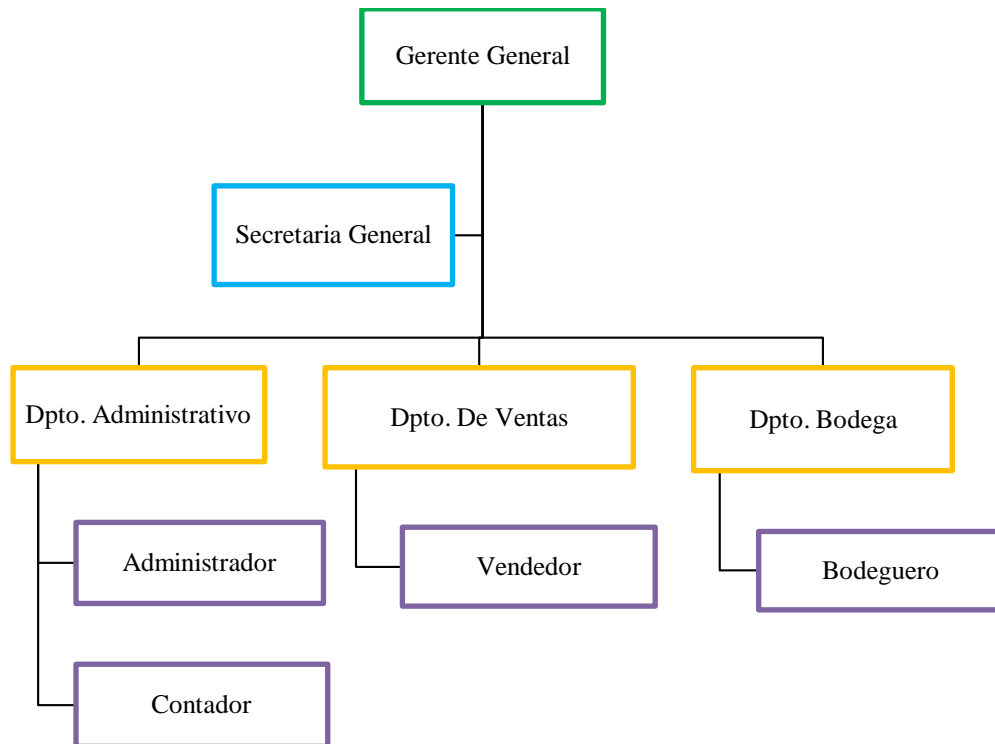 Gerente General
Secretaria General
Dpto. Administrativo
Dpto. De Ventas
Dpto. Bodega
Administrador
Vendedor
Bodeguero
Contador